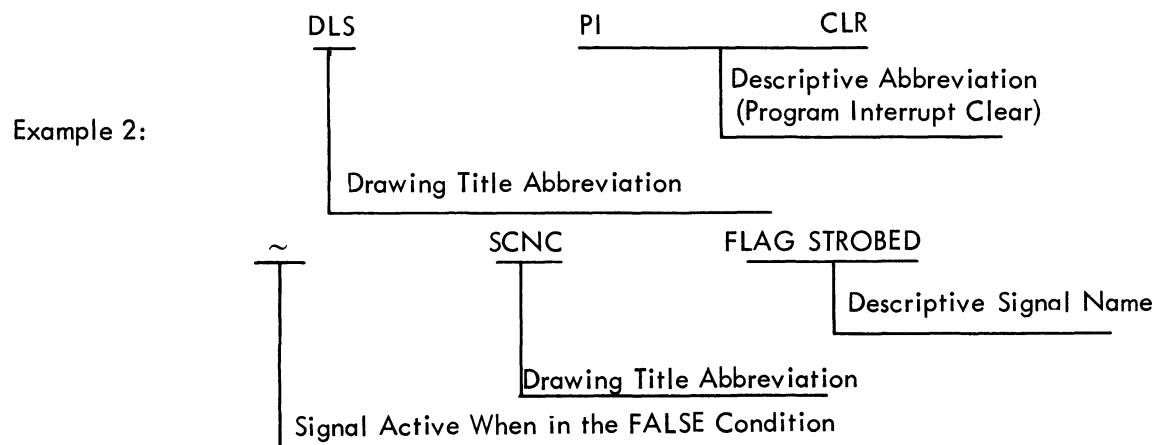 DLS PI CLR
Descriptive Abbreviation
(Program Interrupt Clear)
Example 2:
Drawing Title Abbreviation
~ SCNC FLAG STROBED
Descriptive Signal Name
Drawing Title Abbreviation
Signal Active When in the FALSE Condition